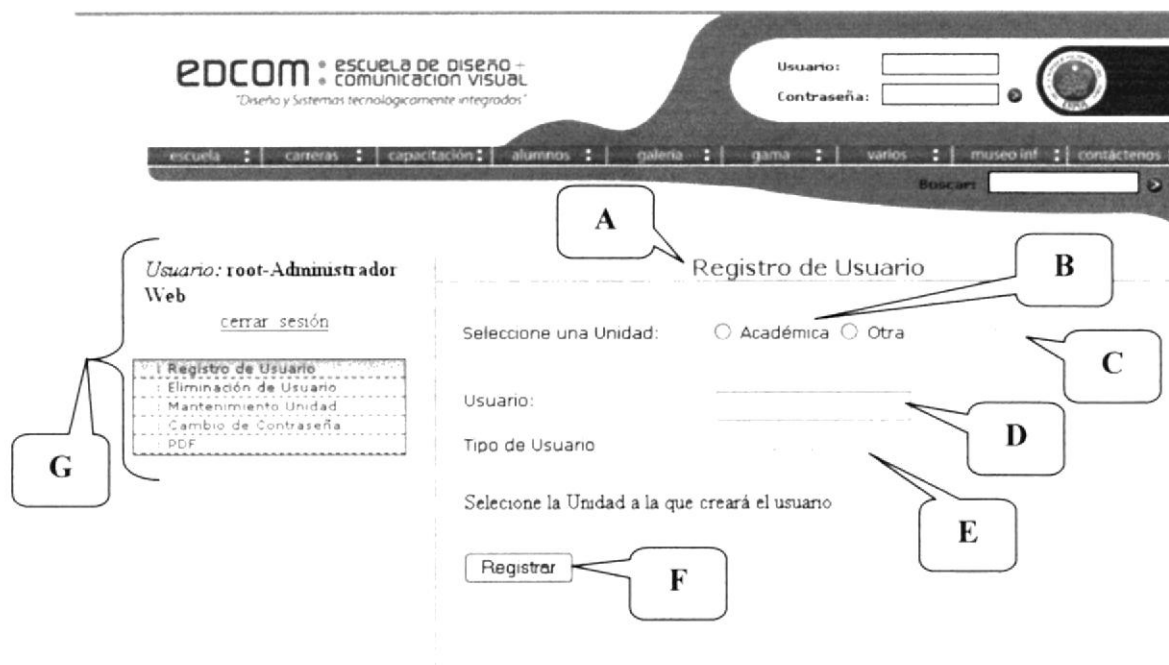 edcom : escuela de diseño +
comunicacion visual
"Diseño y Sistemas tecnológicamente integrados"
Usuario:
Contraseña:
escuela : carreras : capacitación : alumnos : galería : gama : varios : museo inf : contáctenos
Boscar:
A
Registro de Usuario
B
Usuario: root-Administrador
Web
cerrar sesión
Seleccione una Unidad: Académica Otra
C
: Registro de Usuario
: Eliminación de Usuario
: Mantenimiento Unidad
: Cambio de Contraseña
: PDF
G
Usuario:
D
Tipo de Usuario
Selecione la Unidad a la que creará el usuario
E
Registrar
F